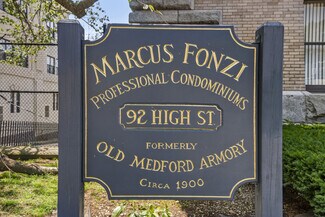 MARCUS FONZI
PROFESSIONAL CONDOMINIUMS
92 HIGH ST.
FORMERLY
OLD MEDFORD ARMORY
CIRCA 1900